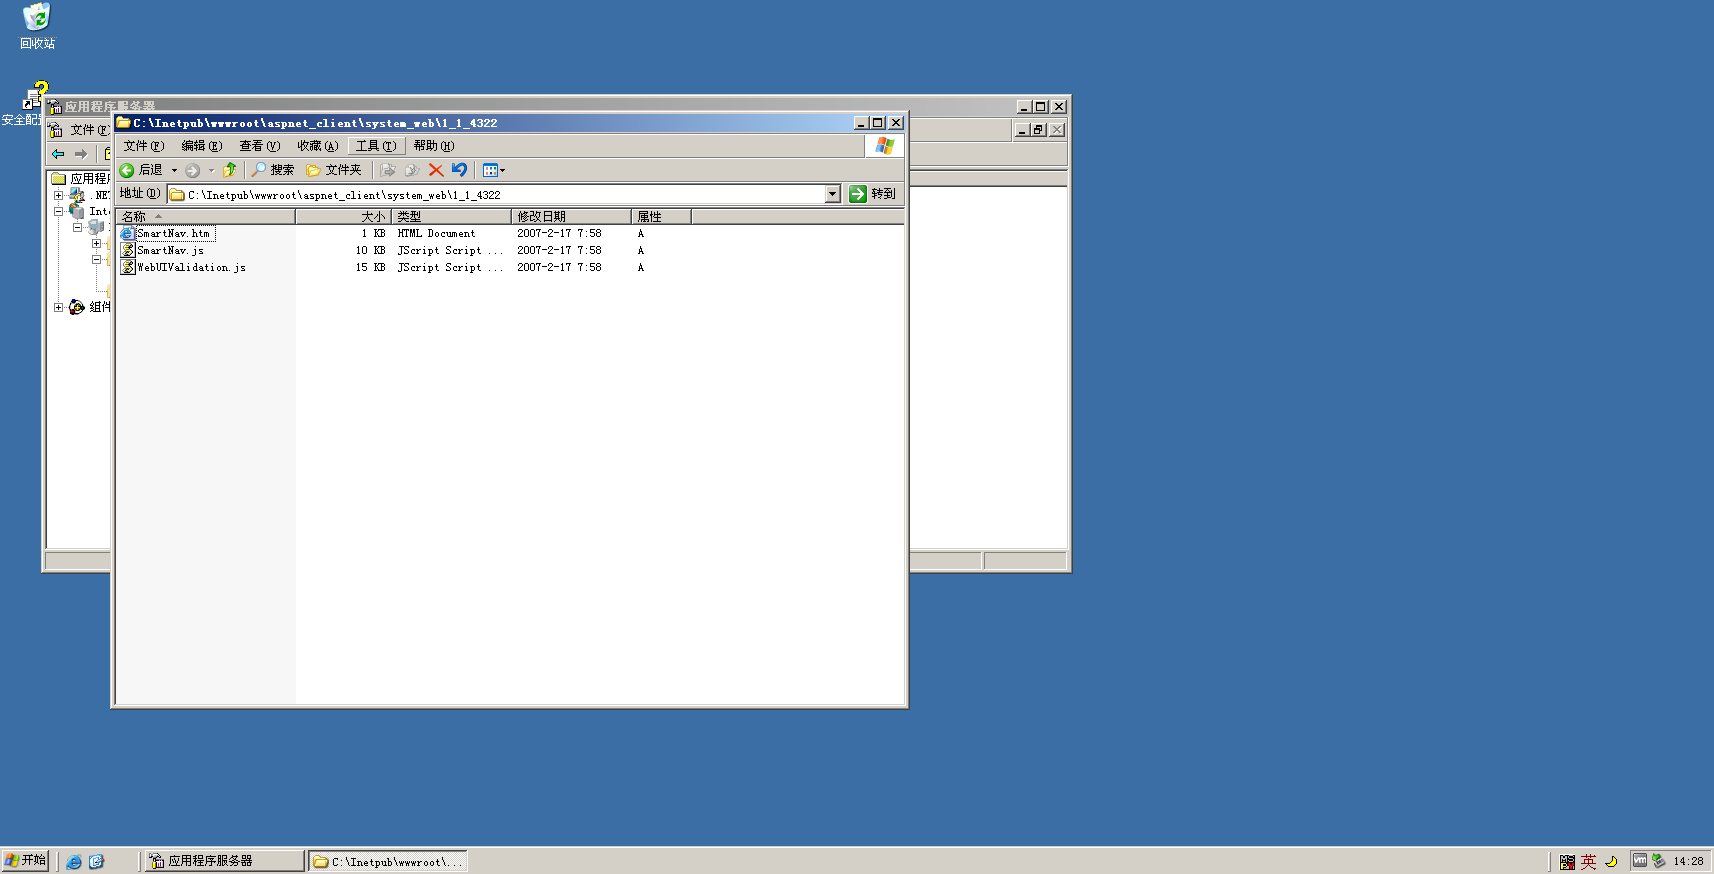 回收站
安全配
应用程序服务器
文件(F)
应用程序
.NE
Inte
组件
C:\Inetpub\wwwroot\aspnet_client\system_web\1_1_4322
文件(F) 编辑(E) 查看(V) 收藏(A) 工具(T) 帮助(H)
后退 搜索 文件夹
地址(D) C:\Inetpub\wwwroot\aspnet_client\system_web\1_1_4322 转到
名称 大小 类型 修改日期 属性
SmartNav.htm 1 KB HTML Document 2007-2-17 7:58 A
SmartNav.js 10 KB JScript Script ... 2007-2-17 7:58 A
WebUIValidation.js 15 KB JScript Script ... 2007-2-17 7:58 A
开始 应用程序服务器 C:\Inetpub\wwwroot\... 英 14:28